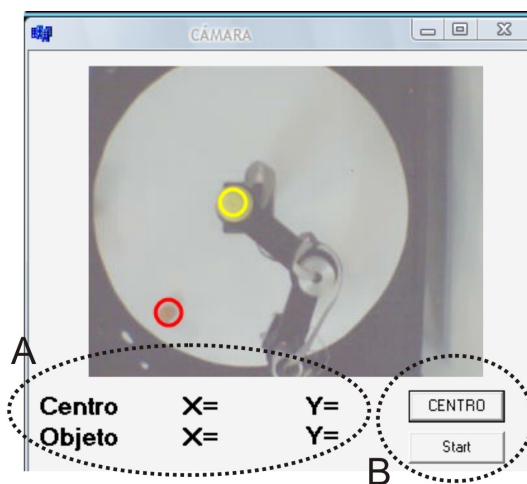 CÁMARA
A
Centro X= Y=
Objeto X= Y=
CENTRO
Start
B